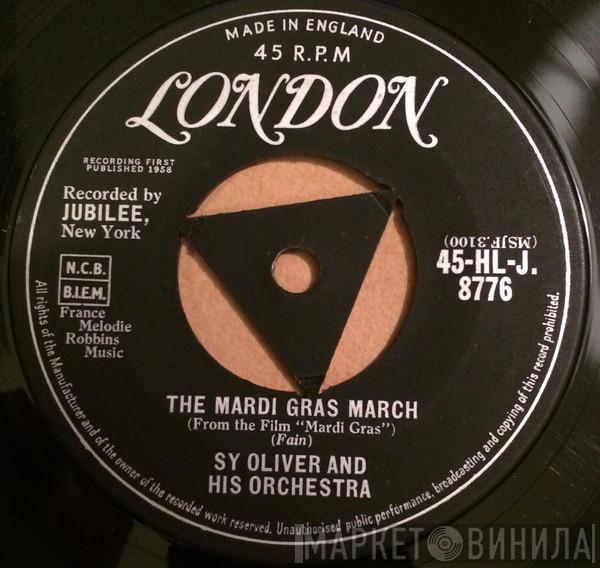 MADE IN ENGLAND
45 R.P.M
LONDON
RECORDING FIRST
PUBLISHED 1958
Recorded by
JUBILEE,
New York
N.C.B.
B.I.E.M.
France
Melodie
Robbins
Music
(MSJF.3100)
45-HL-J.
8776
THE MARDI GRAS MARCH
(From the Film "Mardi Gras")
(Fain)
SY OLIVER AND
HIS ORCHESTRA
All rights of the Manufacturer and of the owner of the recorded work reserved. Unauthorised public performance, broadcasting and copying of this record prohibited.
МАРКЕТ ВИНИЛА